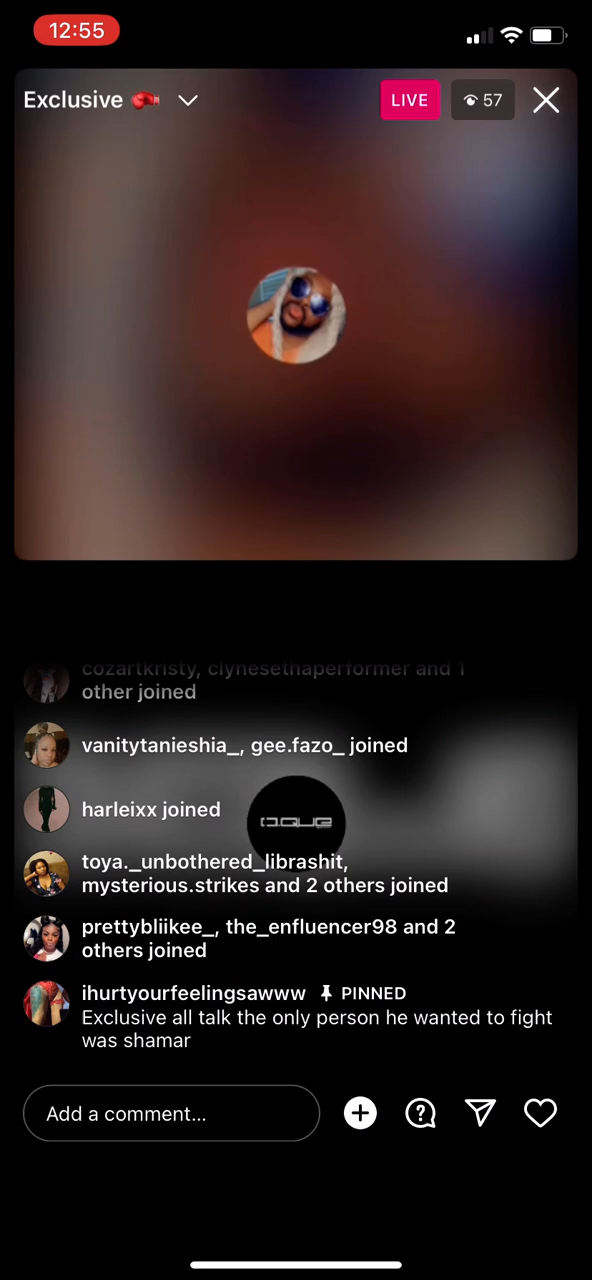 12:55
Exclusive 🥊
LIVE
57
cozartkristy, clynesethaperformer and 1
other joined
vanitytanieshia_, gee.fazo_ joined
harleixx joined
toya._unbothered_librashit,
mysterious.strikes and 2 others joined
prettybliikee_, the_enfluencer98 and 2
others joined
ihurtyourfeelingsawww PINNED
Exclusive all talk the only person he wanted to fight
was shamar
Add a comment...